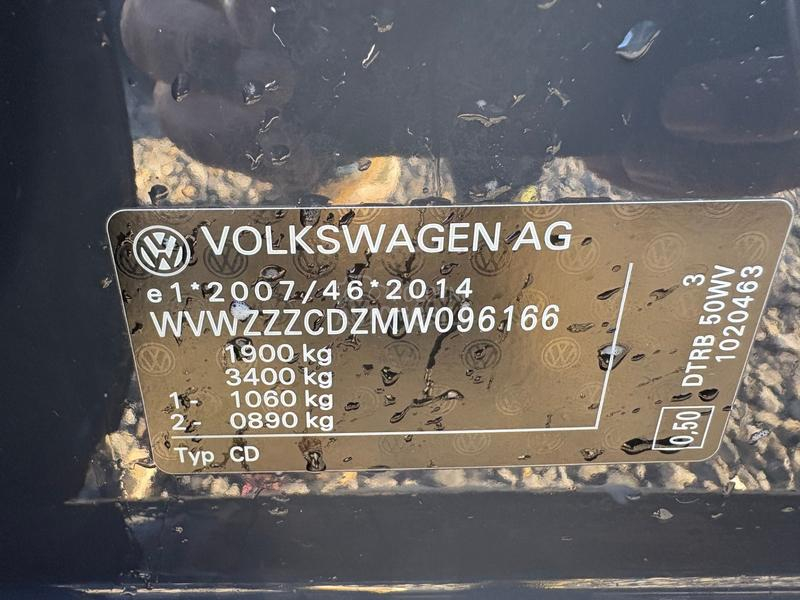 VOLKSWAGEN AG
e1*2007/46*2014
WVWZZZCDZMW096166
1900 kg
3400 kg
1- 1060 kg
2- 0890 kg
Typ CD
3
DTRB 50WV
1020463
0,50